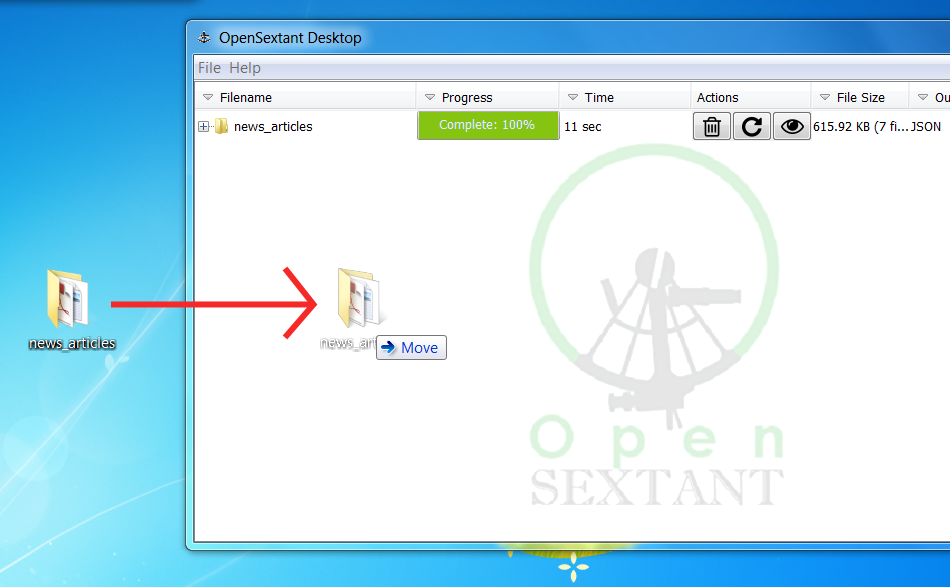 OpenSextant Desktop
File Help
Filename Progress Time Actions File Size Ou
news_articles Complete: 100% 11 sec 615.92 KB (7 fi... JSON
news_articles
news_art
Move
Open
SEXTANT